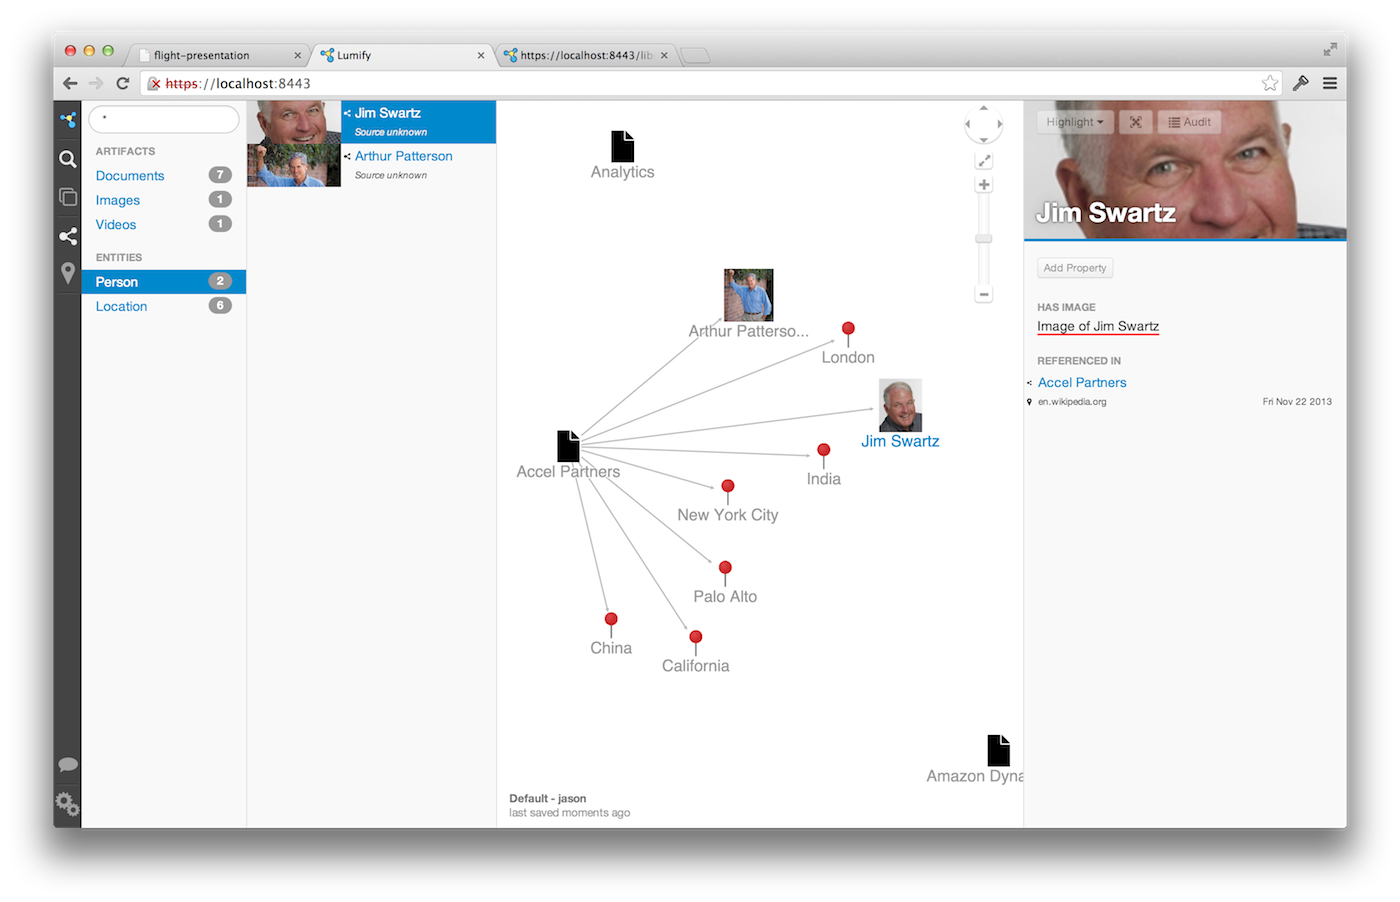 flight-presentation
Lumify
https://localhost:8443/lib
https://localhost:8443
*
ARTIFACTS
Documents 7
Images 1
Videos 1
ENTITIES
Person 2
Location 6
Jim Swartz
Source unknown
Arthur Patterson
Source unknown
Analytics
Arthur Patterso...
London
Jim Swartz
India
Accel Partners
New York City
Palo Alto
China
California
Amazon Dyna
Default - jason
last saved moments ago
Highlight
Audit
Jim Swartz
Add Property
HAS IMAGE
Image of Jim Swartz
REFERENCED IN
Accel Partners
en.wikipedia.org Fri Nov 22 2013